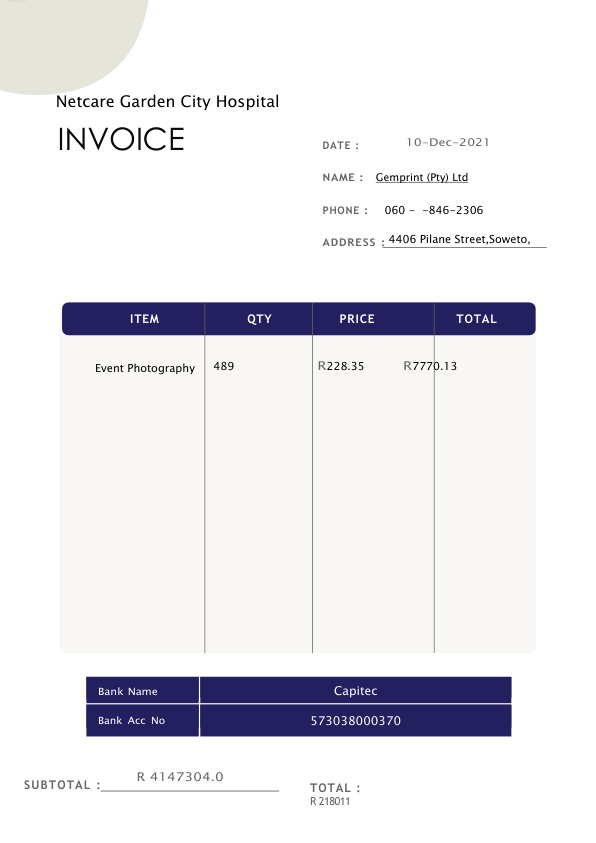 Netcare Garden City Hospital
INVOICE
DATE : 10-Dec-2021
NAME : Gemprint (Pty) Ltd
PHONE : 060 - -846-2306
ADDRESS : 4406 Pilane Street,Soweto,
ITEM QTY PRICE TOTAL
Event Photography 489 R228.35 R7770.13
Bank Name Capitec
Bank Acc No 573038000370
SUBTOTAL : R 4147304.0
TOTAL :
R 218011